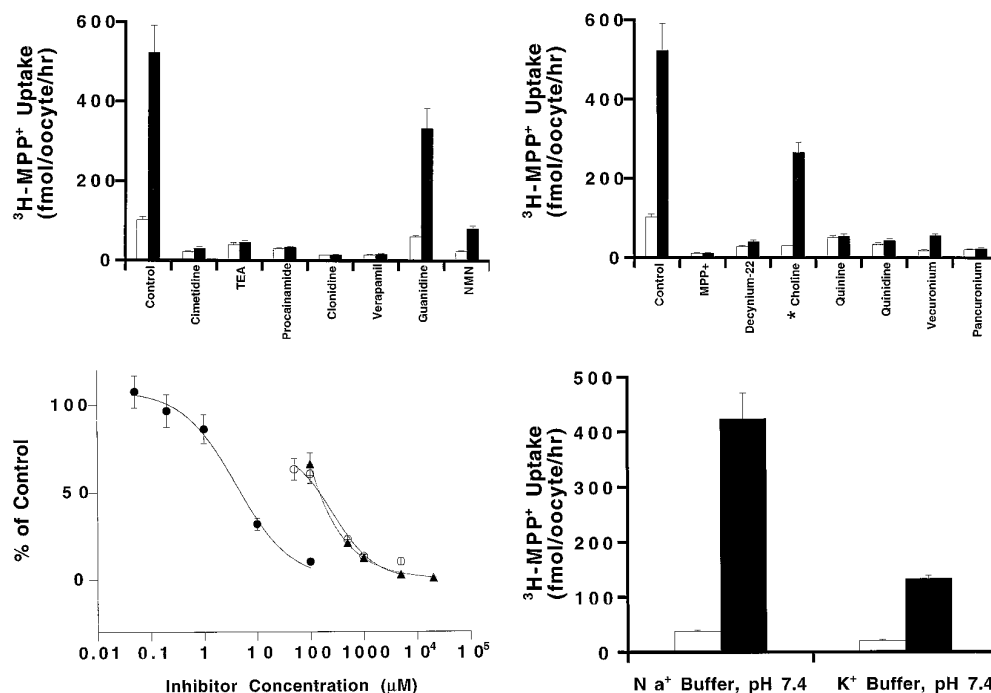 ³H-MPP⁺ Uptake
(fmol/oocyte/hr)
600
400
200
0
Control
Cimetidine
TEA
Procainamide
Clonidine
Verapamil
Guanidine
NMN
³H-MPP⁺ Uptake
(fmol/oocyte/hr)
600
400
200
0
Control
MPP+
Decynium-22
* Choline
Quinine
Quinidine
Vecuronium
Pancuronium
% of Control
100
50
0
0.01 0.1 1 10 100 1000 10⁴ 10⁵
Inhibitor Concentration (μM)
³H-MPP⁺ Uptake
(fmol/oocyte/hr)
500
400
300
200
100
0
N a⁺ Buffer, pH 7.4 K⁺ Buffer, pH 7.4